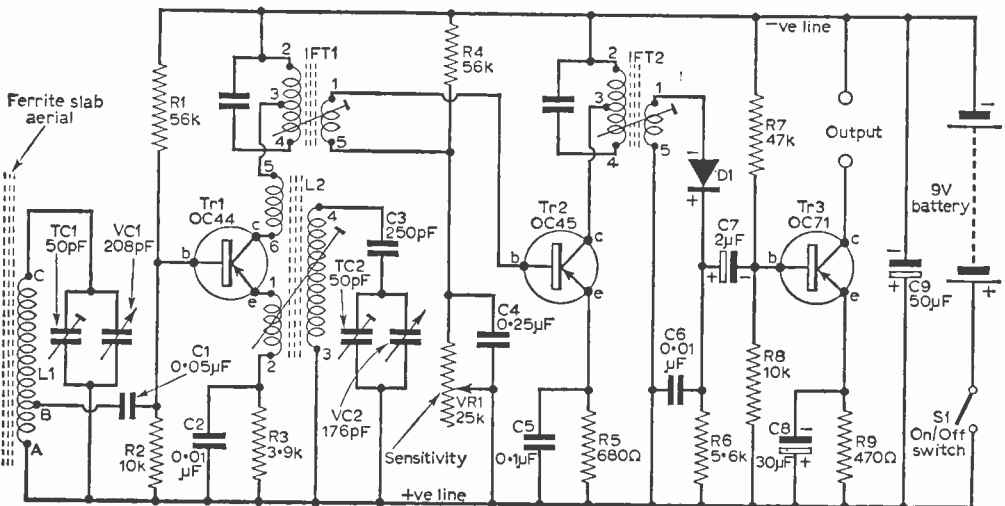 -ve line
2
IFT1
R4
56k
2
IFT2
Ferrite slab
aerial
R1
56k
3
1
3
1
R7
47k
Output
4
5
4
5
-
D1
+
9V
battery
-
+
TC1
50pF
VC1
208pF
Tr1
OC44
5
L2
4
C3
250pF
Tr2
OC45
C7
2µF
Tr3
OC71
C
b
c
6
e
1
TC2
50pF
b
c
e
+
-
b
c
e
-
+
C9
50µF
L1
C1
0·05µF
2
3
C4
0·25µF
C6
0·01
µF
R8
10k
B
VC2
176pF
VR1
25k
A
R2
10k
C2
0·01
µF
R3
3·9k
Sensitivity
C5
0·1µF
R5
680Ω
R6
5·6k
C8
30µF
-
+
R9
470Ω
S1
On/Off
switch
+ve line